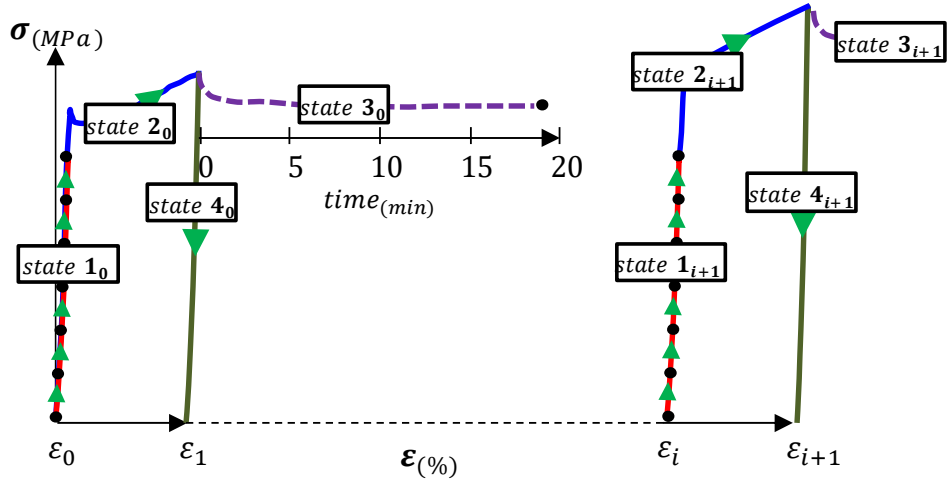 σ(MPa)
state 2₀
state 3₀
0 5 10 15 20
time(min)
state 4₀
state 1₀
state 2ᵢ₊₁
state 3ᵢ₊₁
state 4ᵢ₊₁
state 1ᵢ₊₁
ε₀ ε₁ ε(%) εᵢ εᵢ₊₁